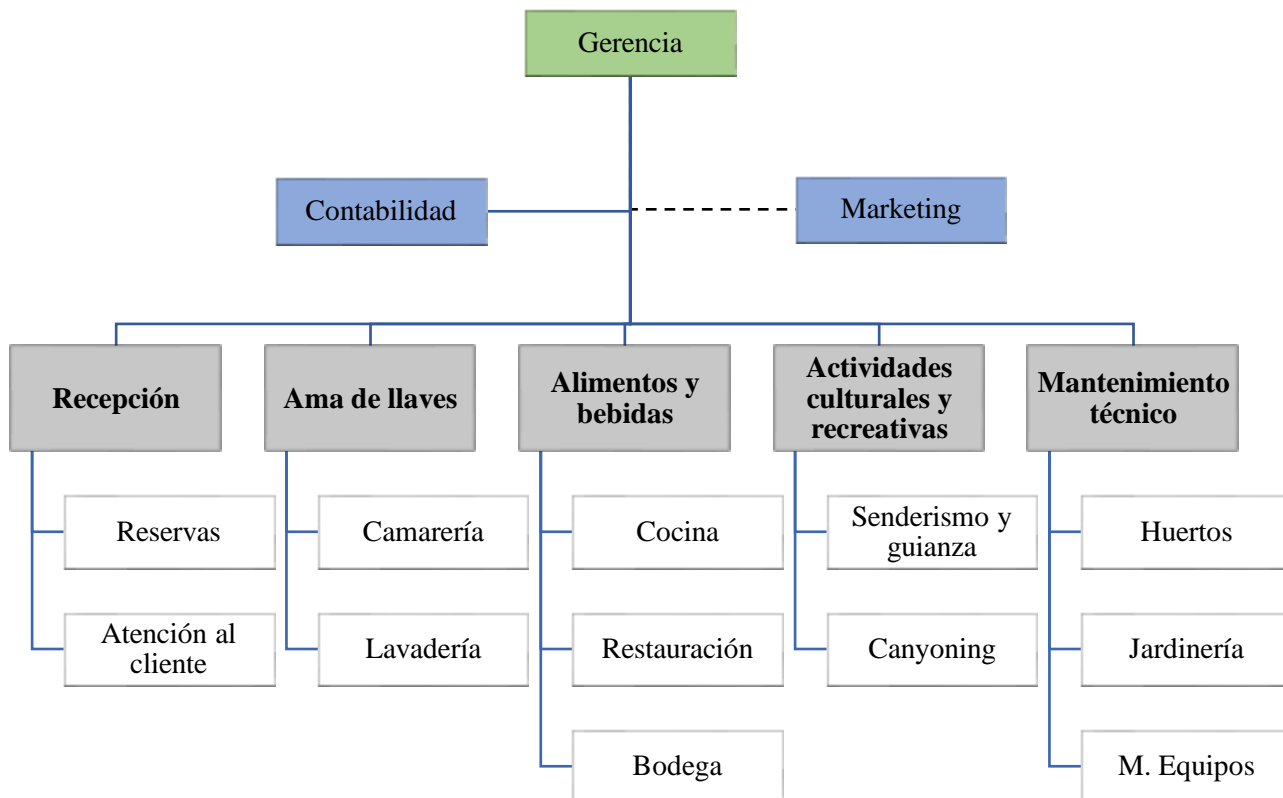 Gerencia
Contabilidad
Marketing
Recepción
Ama de llaves
Alimentos y
bebidas
Actividades
culturales y
recreativas
Mantenimiento
técnico
Reservas
Camarería
Cocina
Senderismo y
guianza
Huertos
Atención al
cliente
Lavadería
Restauración
Canyoning
Jardinería
Bodega
M. Equipos